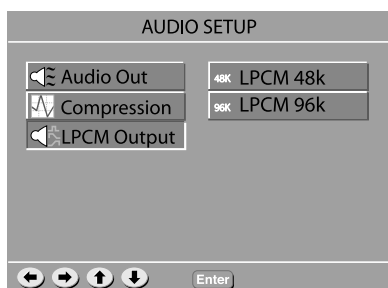 AUDIO SETUP
Audio Out
Compression
LPCM Output
48K LPCM 48k
96K LPCM 96k
Enter